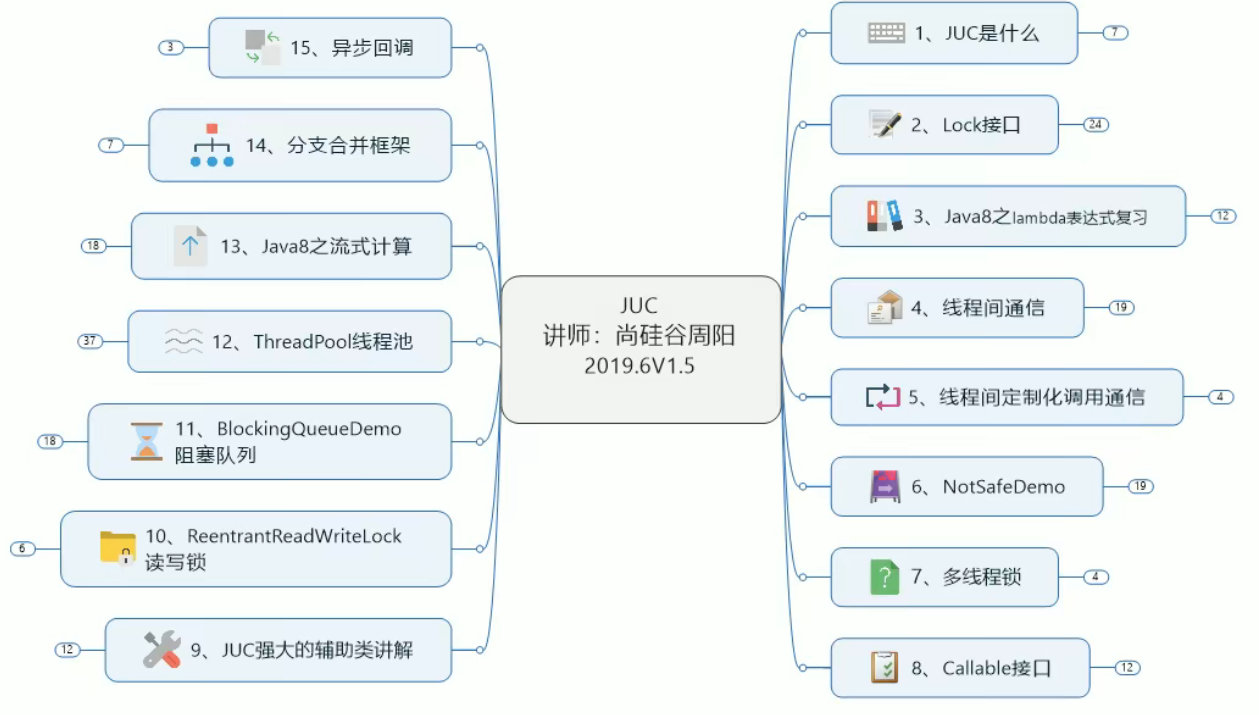 JUC
讲师：尚硅谷周阳
2019.6V1.5
1、JUC是什么
7
2、Lock接口
24
3、Java8之lambda表达式复习
12
4、线程间通信
19
5、线程间定制化调用通信
4
6、NotSafeDemo
19
7、多线程锁
4
8、Callable接口
12
9、JUC强大的辅助类讲解
12
10、ReentrantReadWriteLock
读写锁
6
11、BlockingQueueDemo
阻塞队列
18
12、ThreadPool线程池
37
13、Java8之流式计算
18
14、分支合并框架
7
15、异步回调
3